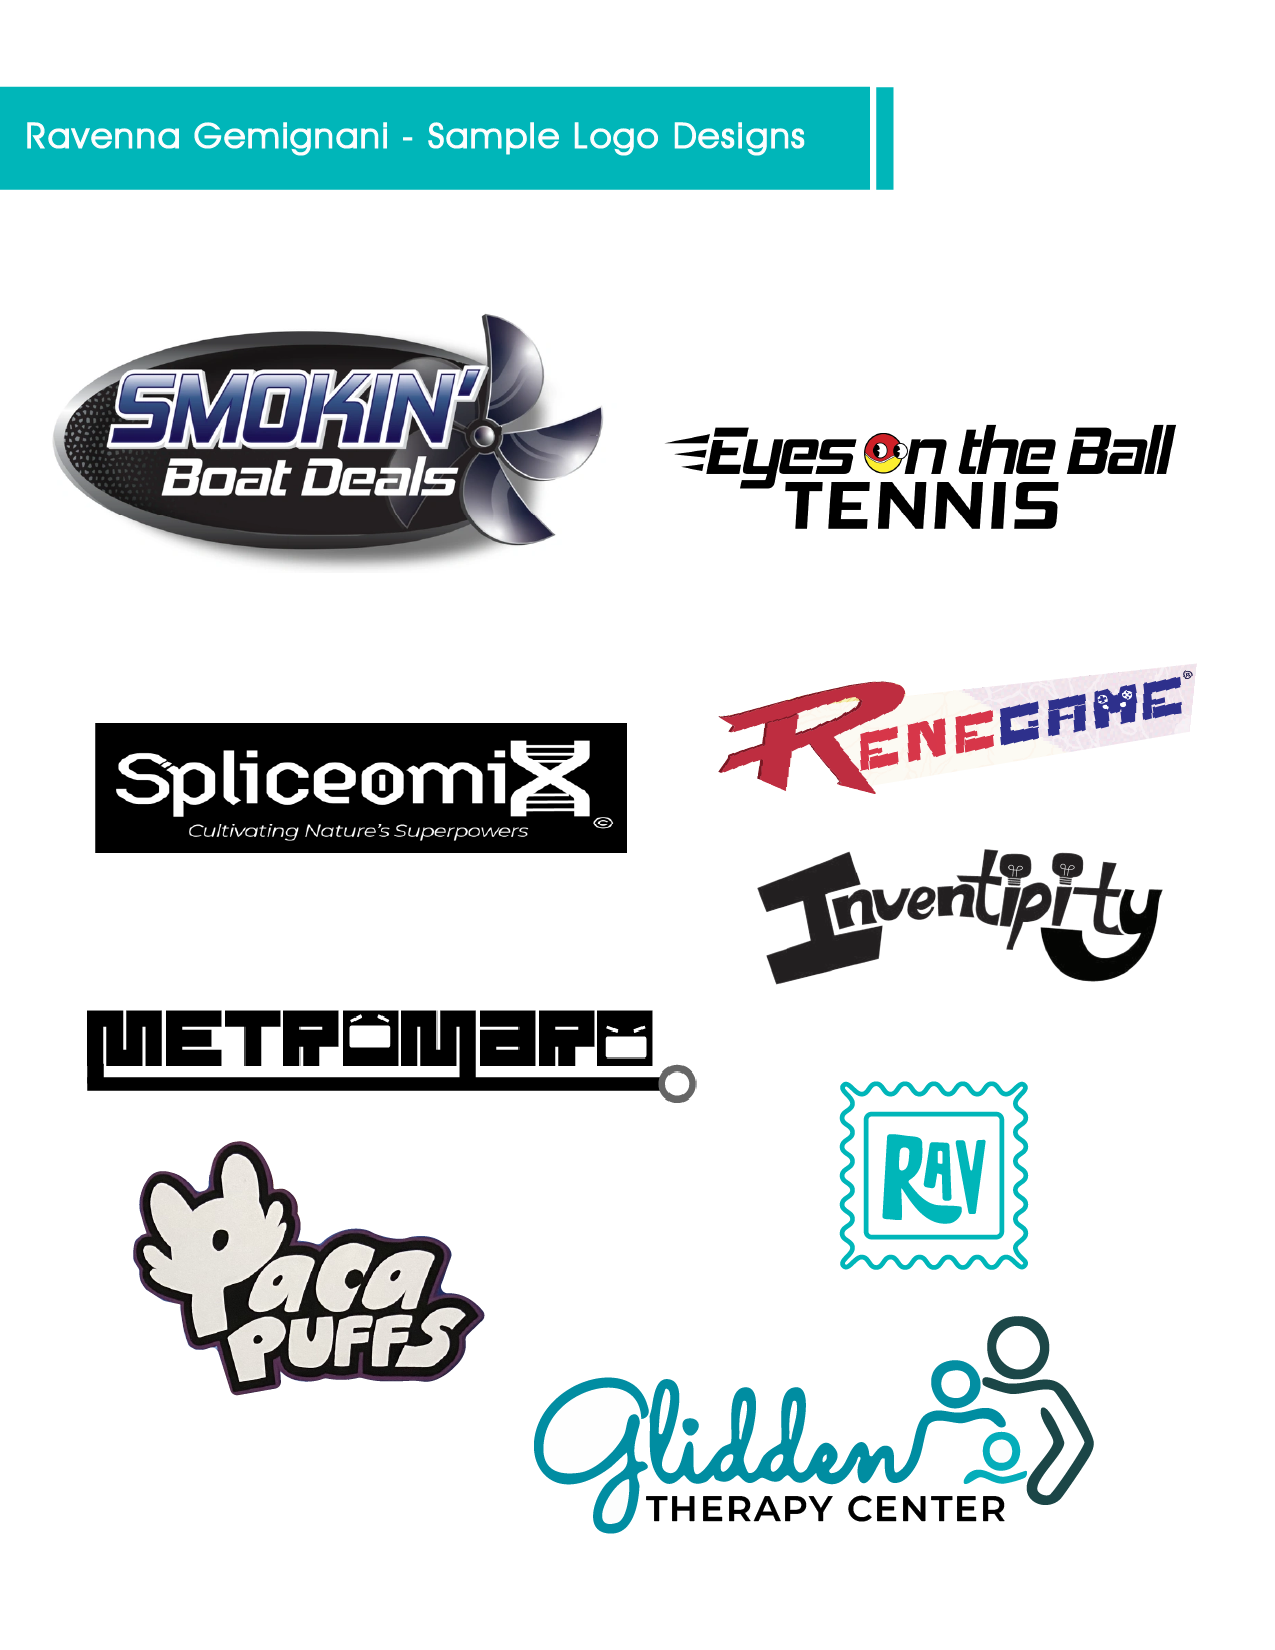 Ravenna Gemignani - Sample Logo Designs
SMOKIN'
Boat Deals
Eyes on the Ball
TENNIS
RENEGAME®
SpliceomiX
Cultivating Nature's Superpowers
©
Inventipity
METROMARO
RAV
Paca
PUFFS
Glidden
THERAPY CENTER